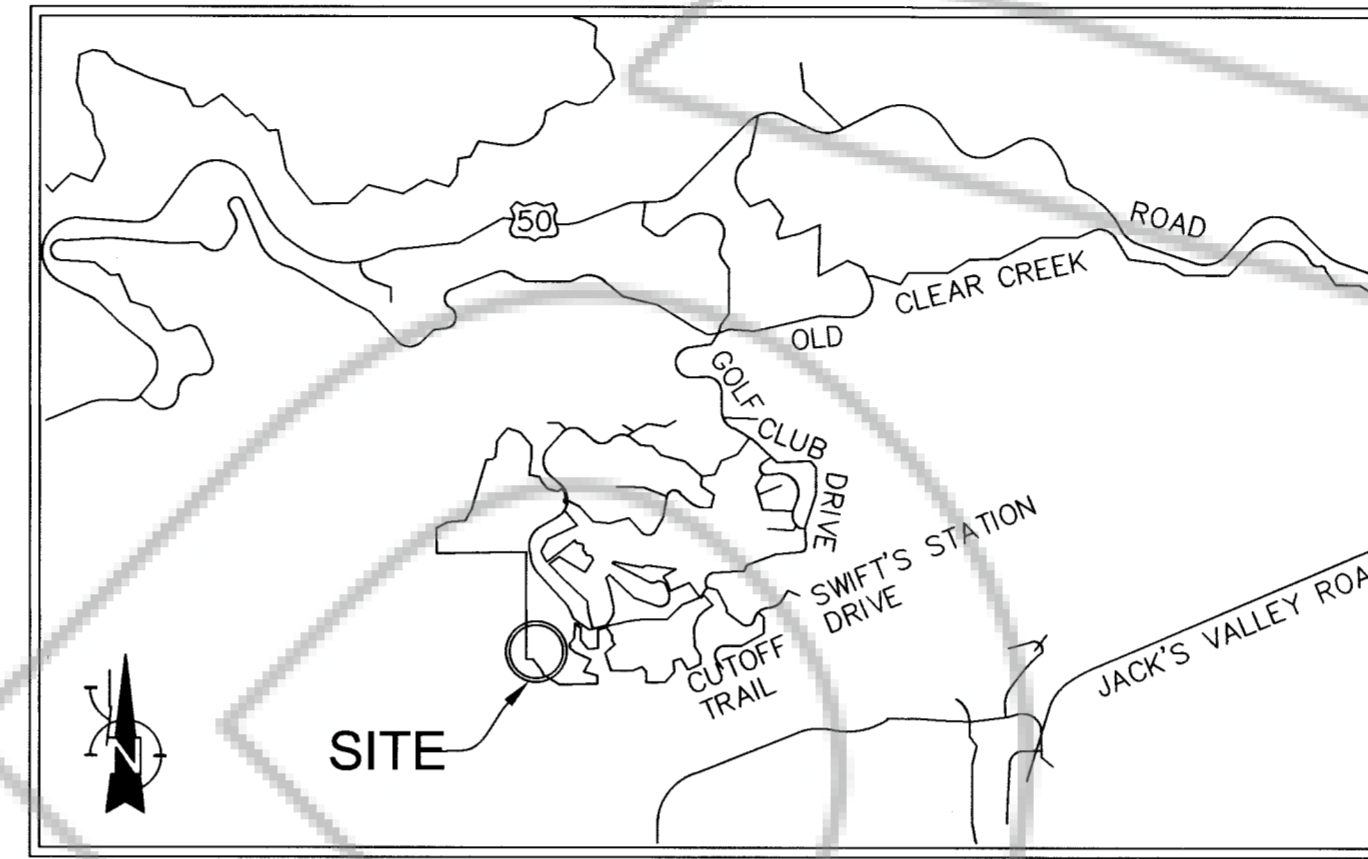 50
ROAD
CLEAR CREEK
OLD
GOLF CLUB DRIVE
SWIFT'S STATION
DRIVE
JACK'S VALLEY ROA
CUTOFF
TRAIL
SITE
N